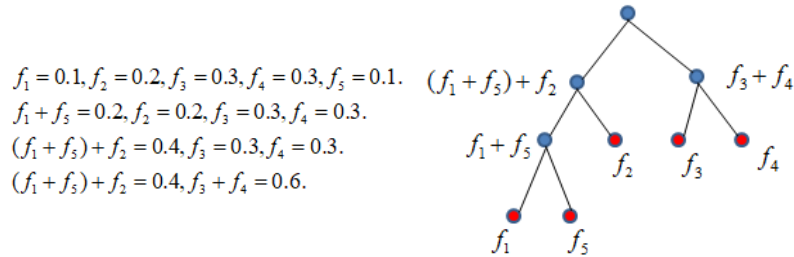 f₁ = 0.1, f₂ = 0.2, f₃ = 0.3, f₄ = 0.3, f₅ = 0.1.
f₁ + f₅ = 0.2, f₂ = 0.2, f₃ = 0.3, f₄ = 0.3.
(f₁ + f₅) + f₂ = 0.4, f₃ = 0.3, f₄ = 0.3.
(f₁ + f₅) + f₂ = 0.4, f₃ + f₄ = 0.6.
(f₁ + f₅) + f₂
f₃ + f₄
f₁ + f₅
f₂
f₃
f₄
f₁
f₅